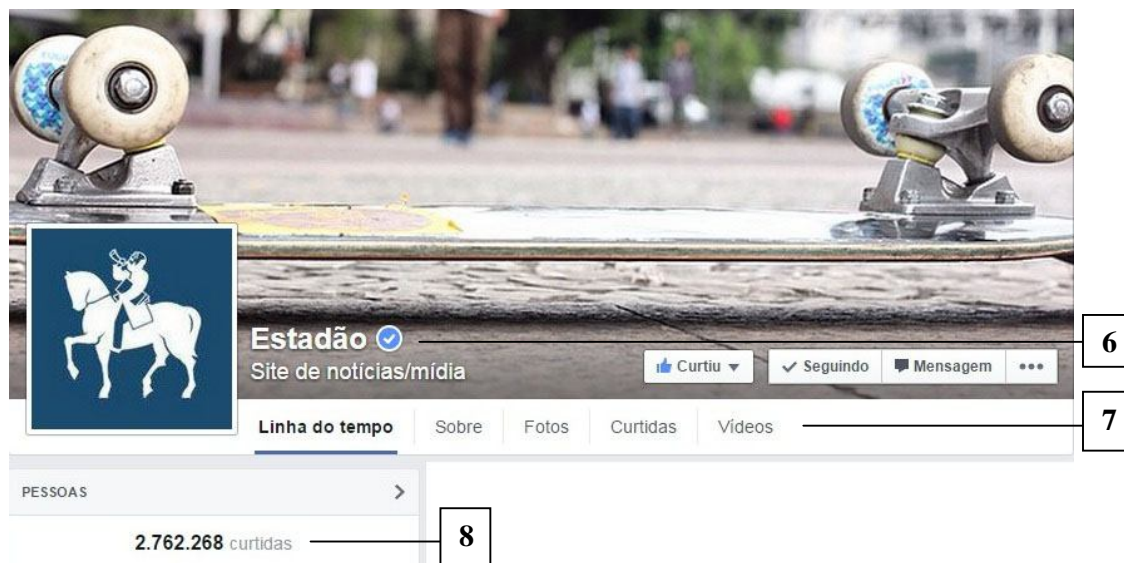 Estadão
6
Site de notícias/mídia
Curtiu
Seguindo
Mensagem
Linha do tempo
Sobre
Fotos
Curtidas
Vídeos
7
PESSOAS
2.762.268 curtidas
8